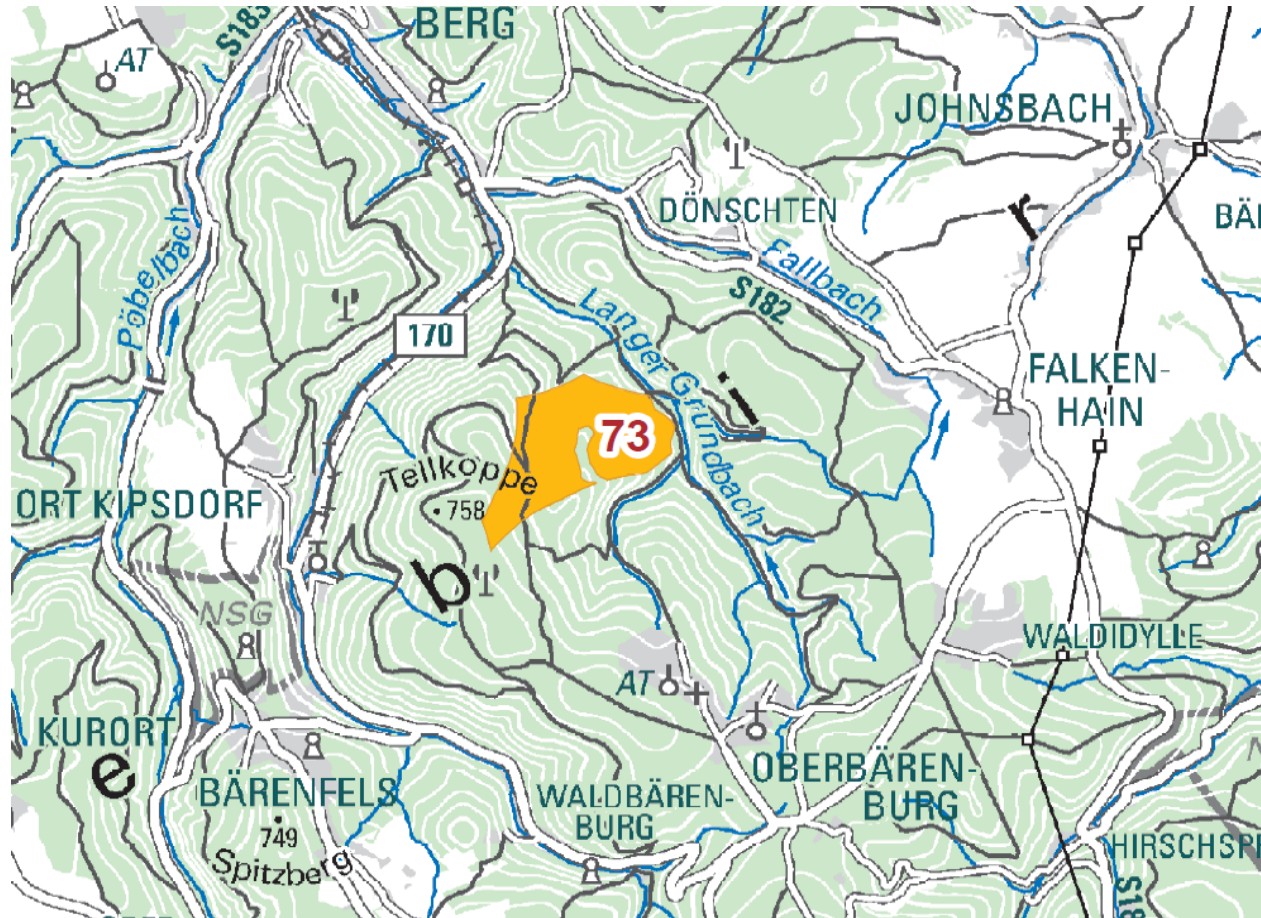 S183
BERG
AT
JOHNSBACH
DÖNSCHTEN
r
BÄ
Pöbelbach
Fallbach
S182
Langer Grundbach
170
FALKEN-
HAIN
i
73
Tellkoppe
758
ORT KIPSDORF
b
NSG
WALDIDYLLE
AT
KURORT
e
OBERBÄREN-
BURG
BÄRENFELS
749
Spitzberg
WALDBÄREN-
BURG
HIRSCHSP